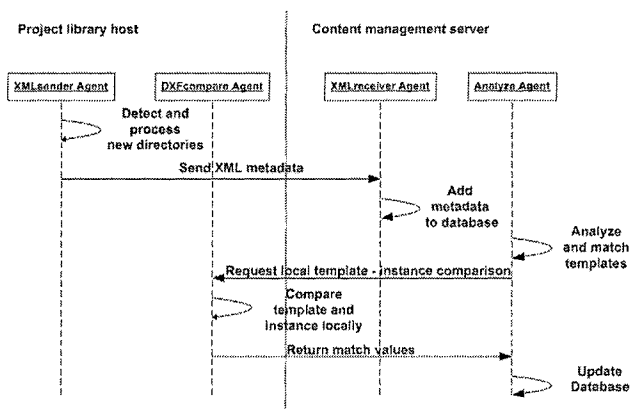 Project library host
Content management server
XMLsender Agent
DXFcompare Agent
XMLreceiver Agent
Analyze Agent
Detect and
process
new directories
Send XML metadata
Add
metadata
to database
Analyze
and match
templates
Request local template - instance comparison
Compare
template and
instance locally
Return match values
Update
Database